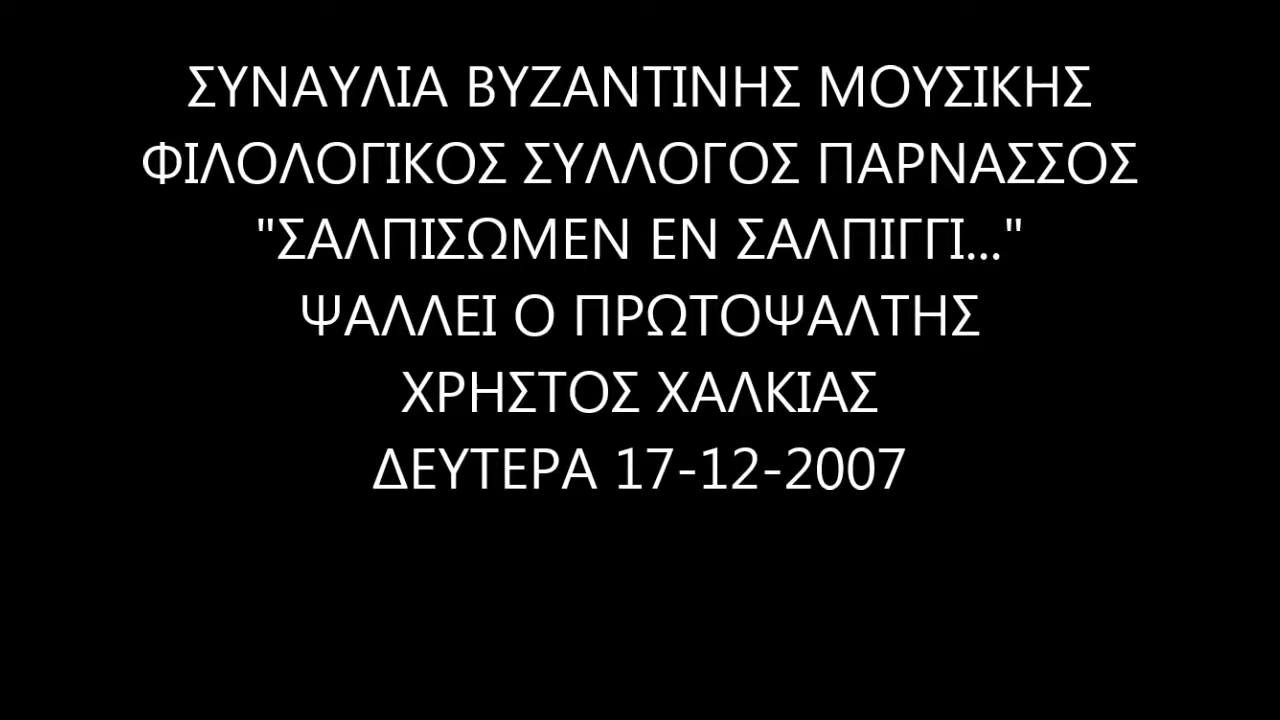 ΣΥΝΑΥΛΙΑ ΒΥΖΑΝΤΙΝΗΣ ΜΟΥΣΙΚΗΣ
ΦΙΛΟΛΟΓΙΚΟΣ ΣΥΛΛΟΓΟΣ ΠΑΡΝΑΣΣΟΣ
"ΣΑΛΠΙΣΩΜΕΝ ΕΝ ΣΑΛΠΙΓΓΙ..."
ΨΑΛΛΕΙ Ο ΠΡΩΤΟΨΑΛΤΗΣ
ΧΡΗΣΤΟΣ ΧΑΛΚΙΑΣ
ΔΕΥΤΕΡΑ 17-12-2007